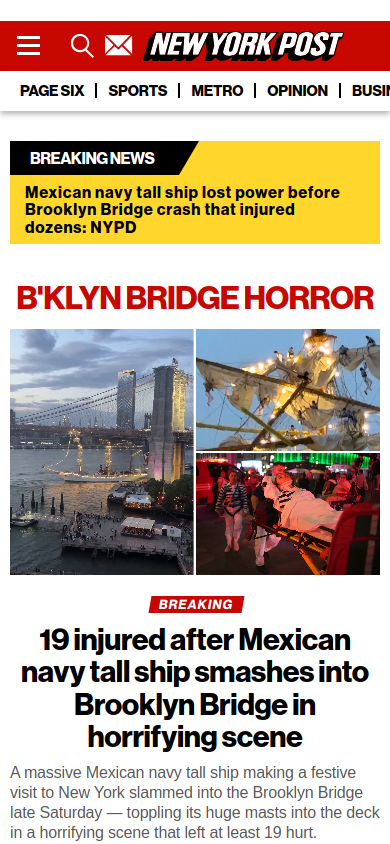 NEW YORK POST
PAGE SIX | SPORTS | METRO | OPINION | BUSIN
BREAKING NEWS
Mexican navy tall ship lost power before
Brooklyn Bridge crash that injured
dozens: NYPD
B'KLYN BRIDGE HORROR
BREAKING
19 injured after Mexican
navy tall ship smashes into
Brooklyn Bridge in
horrifying scene
A massive Mexican navy tall ship making a festive
visit to New York slammed into the Brooklyn Bridge
late Saturday — toppling its huge masts into the deck
in a horrifying scene that left at least 19 hurt.